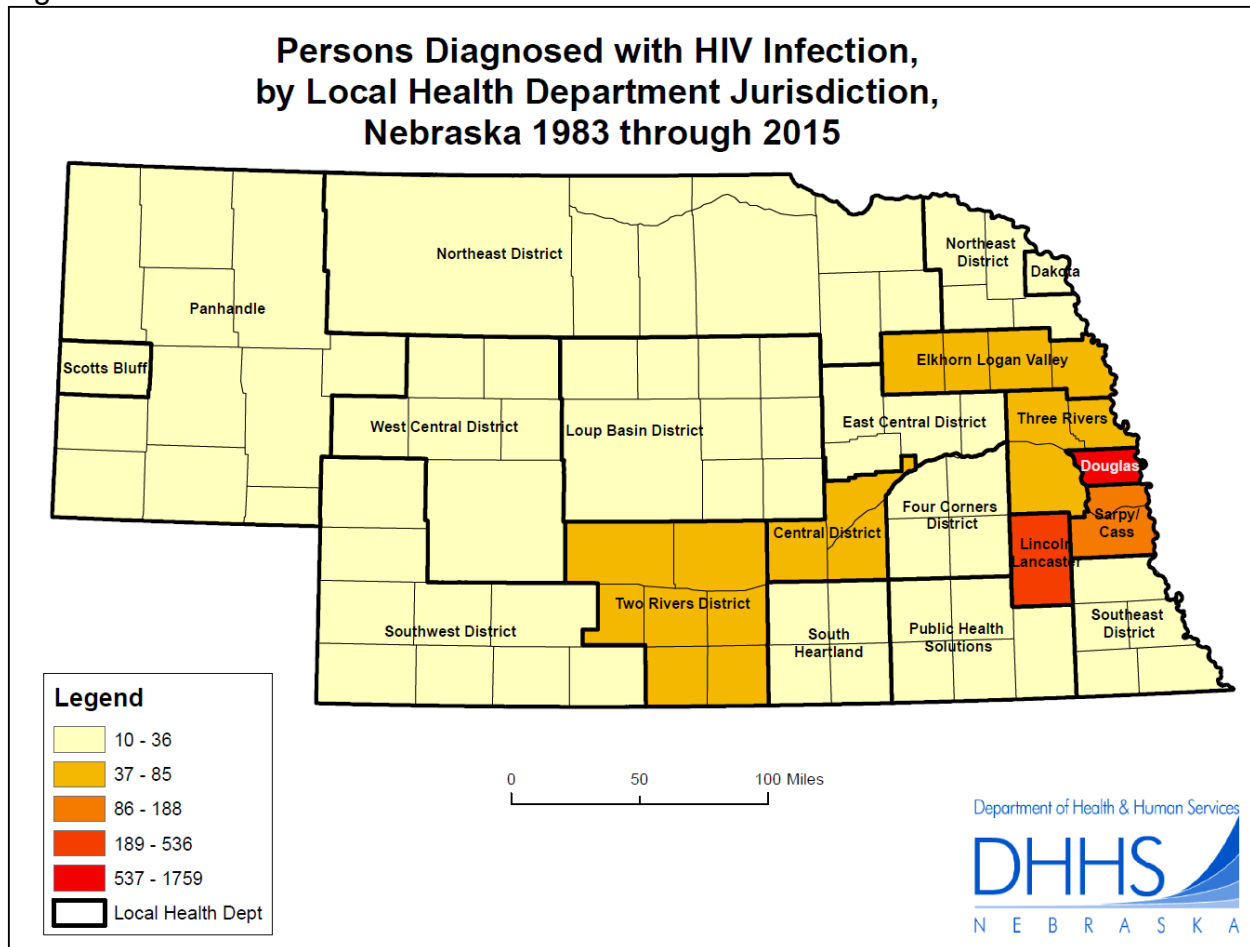 Persons Diagnosed with HIV Infection,
by Local Health Department Jurisdiction,
Nebraska 1983 through 2015
Northeast District
Northeast
District
Dakota
Panhandle
Scotts Bluff
Elkhorn Logan Valley
West Central District
Loup Basin District
East Central District
Three Rivers
Douglas
Four Corners
District
Sarpy/
Cass
Central District
Lincoln
Lancaster
Two Rivers District
Southwest District
South
Heartland
Public Health
Solutions
Southeast
District
Legend
10 - 36
37 - 85
86 - 188
189 - 536
537 - 1759
Local Health Dept
0 50 100 Miles
Department of Health & Human Services
DHHS
NEBRASKA